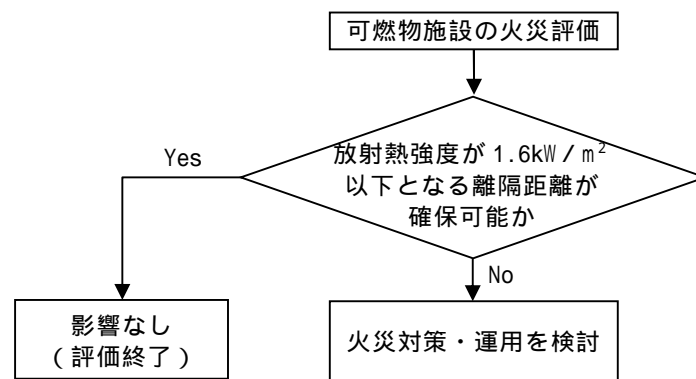 可燃物施設の火災評価
放射熱強度が1.6kW/m²
以下となる離隔距離が
確保可能か
Yes
No
影響なし
(評価終了)
火災対策・運用を検討